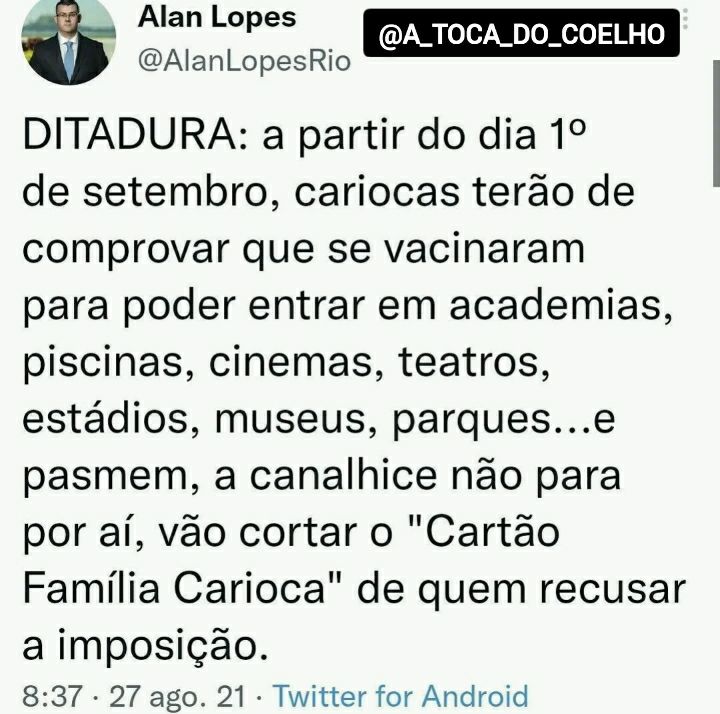 Alan Lopes
@AlanLopesRio
@A_TOCA_DO_COELHO
DITADURA: a partir do dia 1º
de setembro, cariocas terão de
comprovar que se vacinaram
para poder entrar em academias,
piscinas, cinemas, teatros,
estádios, museus, parques...e
pasmem, a canalhice não para
por aí, vão cortar o "Cartão
Família Carioca" de quem recusar
a imposição.
8:37 · 27 ago. 21 · Twitter for Android